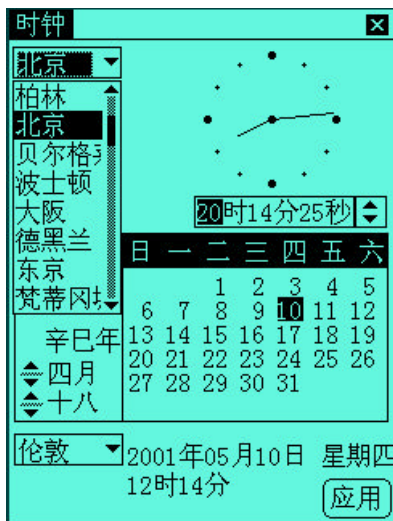 时钟
北京
柏林
北京
贝尔格
波士顿
大阪
德黑兰
东京
梵蒂冈
20时14分25秒
日 一 二 三 四 五 六
1 2 3 4 5
6 7 8 9 10 11 12
13 14 15 16 17 18 19
20 21 22 23 24 25 26
27 28 29 30 31
辛巳年
四月
十八
伦敦
2001年05月10日 星期四
12时14分
应用